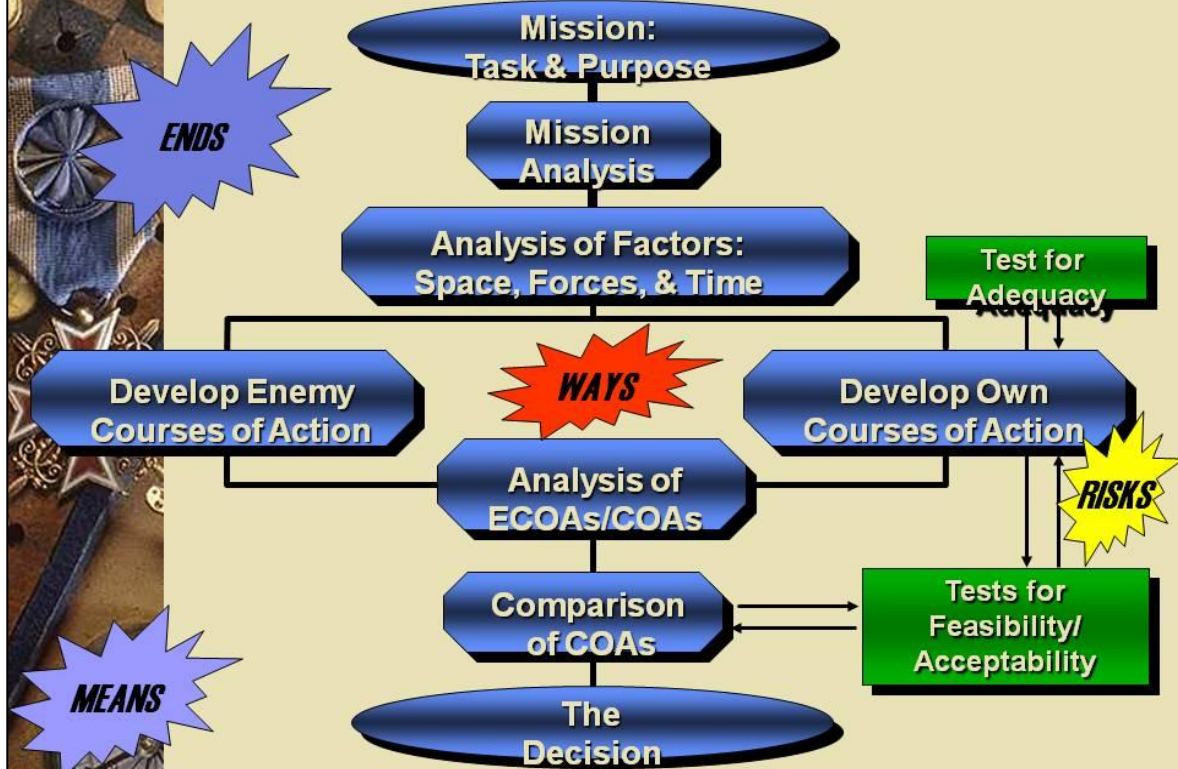 Mission:
Task & Purpose
ENDS
Mission
Analysis
Analysis of Factors:
Space, Forces, & Time
Test for
Adequacy
Develop Enemy
Courses of Action
WAYS
Develop Own
Courses of Action
Analysis of
ECOAs/COAs
RISKS
Comparison
of COAs
Tests for
Feasibility/
Acceptability
MEANS
The
Decision